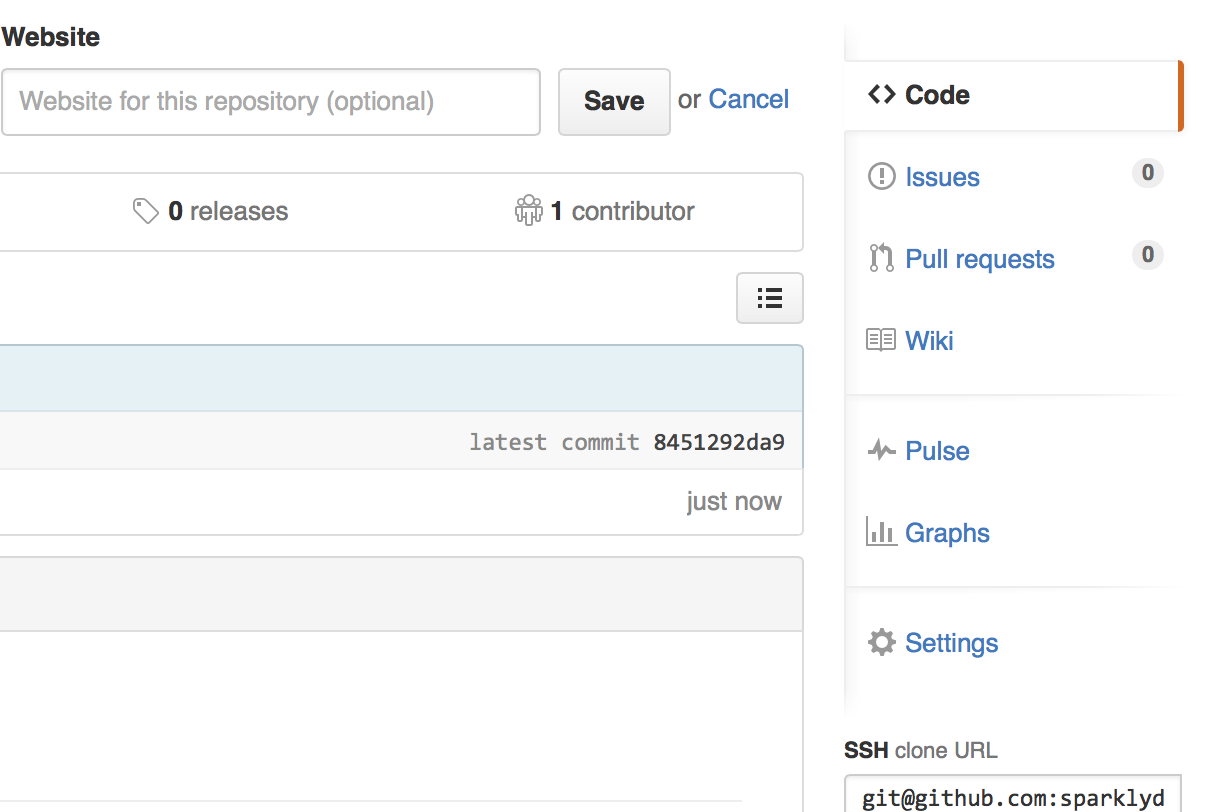 Website
Website for this repository (optional)
Save
or Cancel
0 releases
1 contributor
latest commit 8451292da9
just now
Code
Issues
0
Pull requests
0
Wiki
Pulse
Graphs
Settings
SSH clone URL
git@github.com:sparklyd